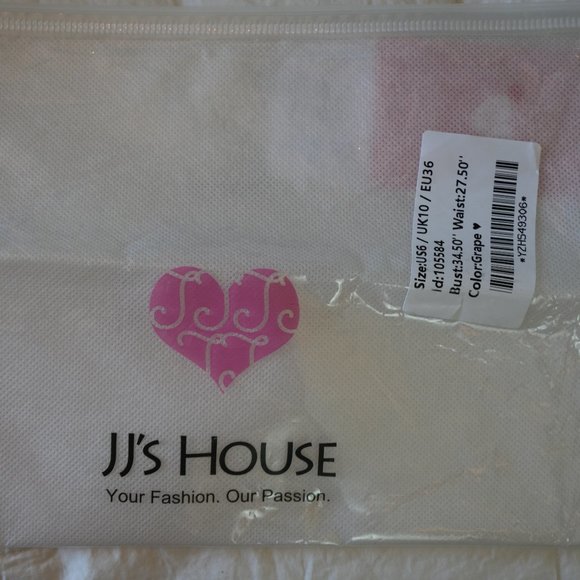 Size:US6 / UK10 / EU36
Id:105584
Bust:34.50'' Waist:27.50''
Color:Grape ♥
*YZH549306*
JJ's HOUSE
Your Fashion. Our Passion.